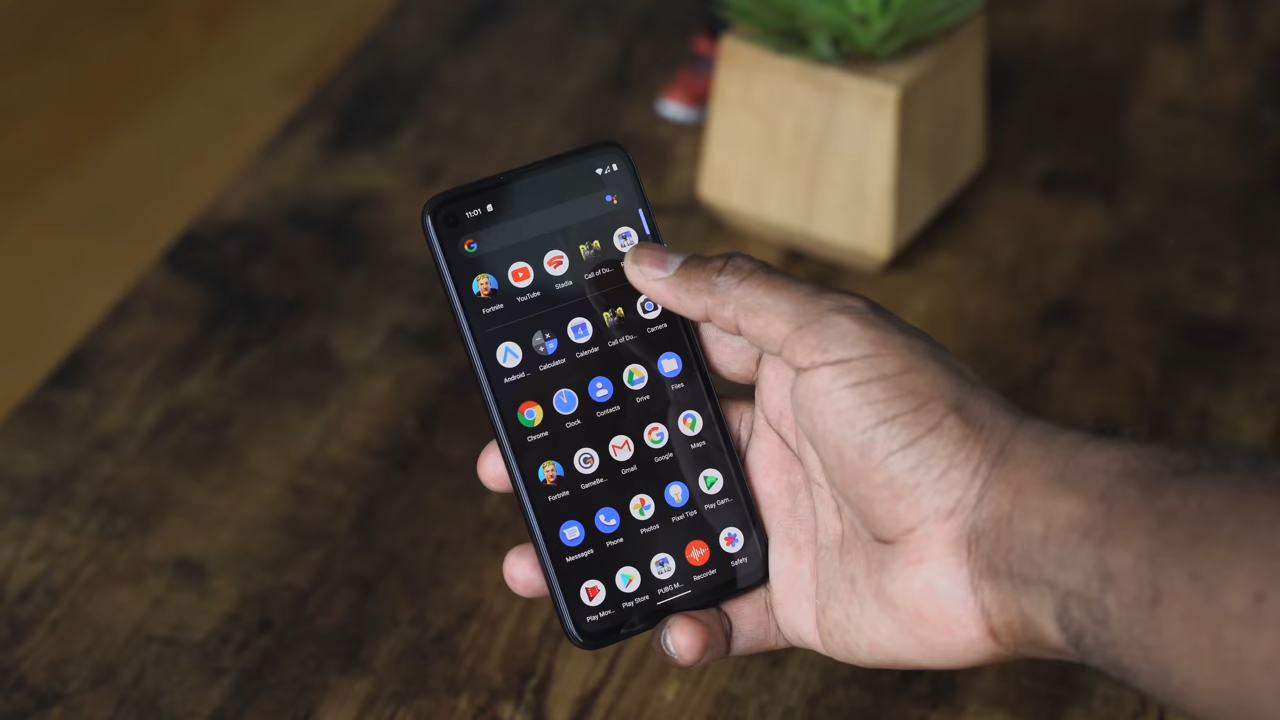 11:01
Fortnite YouTube Stadia Call of Du...
Android ... Calculator Calendar Call of Du... Camera
Chrome Clock Contacts Drive Files
Fortnite GameBe... Gmail Google Maps
Messages Phone Photos Pixel Tips Play Gam...
Play Mov... Play Store PUBG M... Recorder Safety